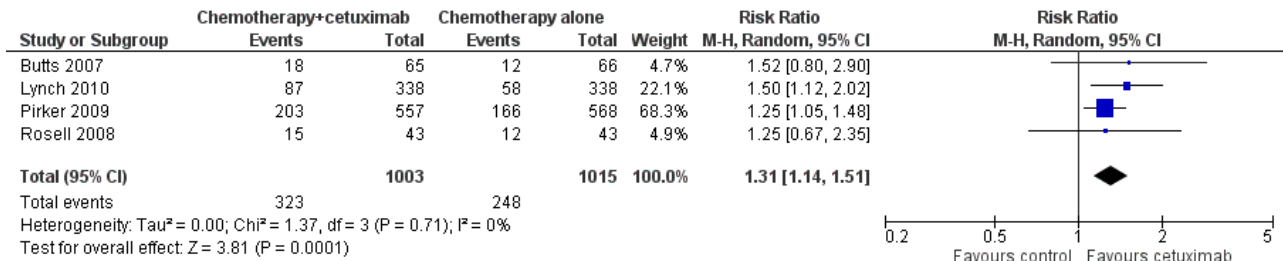 Chemotherapy+cetuximab Chemotherapy alone Risk Ratio Risk Ratio
Study or Subgroup Events Total Events Total Weight M-H, Random, 95% CI M-H, Random, 95% CI
Butts 2007 18 65 12 66 4.7% 1.52 [0.80, 2.90]
Lynch 2010 87 338 58 338 22.1% 1.50 [1.12, 2.02]
Pirker 2009 203 557 166 568 68.3% 1.25 [1.05, 1.48]
Rosell 2008 15 43 12 43 4.9% 1.25 [0.67, 2.35]
Total (95% CI) 1003 1015 100.0% 1.31 [1.14, 1.51]
Total events 323 248
Heterogeneity: Tau² = 0.00; Chi² = 1.37, df = 3 (P = 0.71); I² = 0%
Test for overall effect: Z = 3.81 (P = 0.0001)
0.2 0.5 1 2 5
Favours control Favours cetuximab